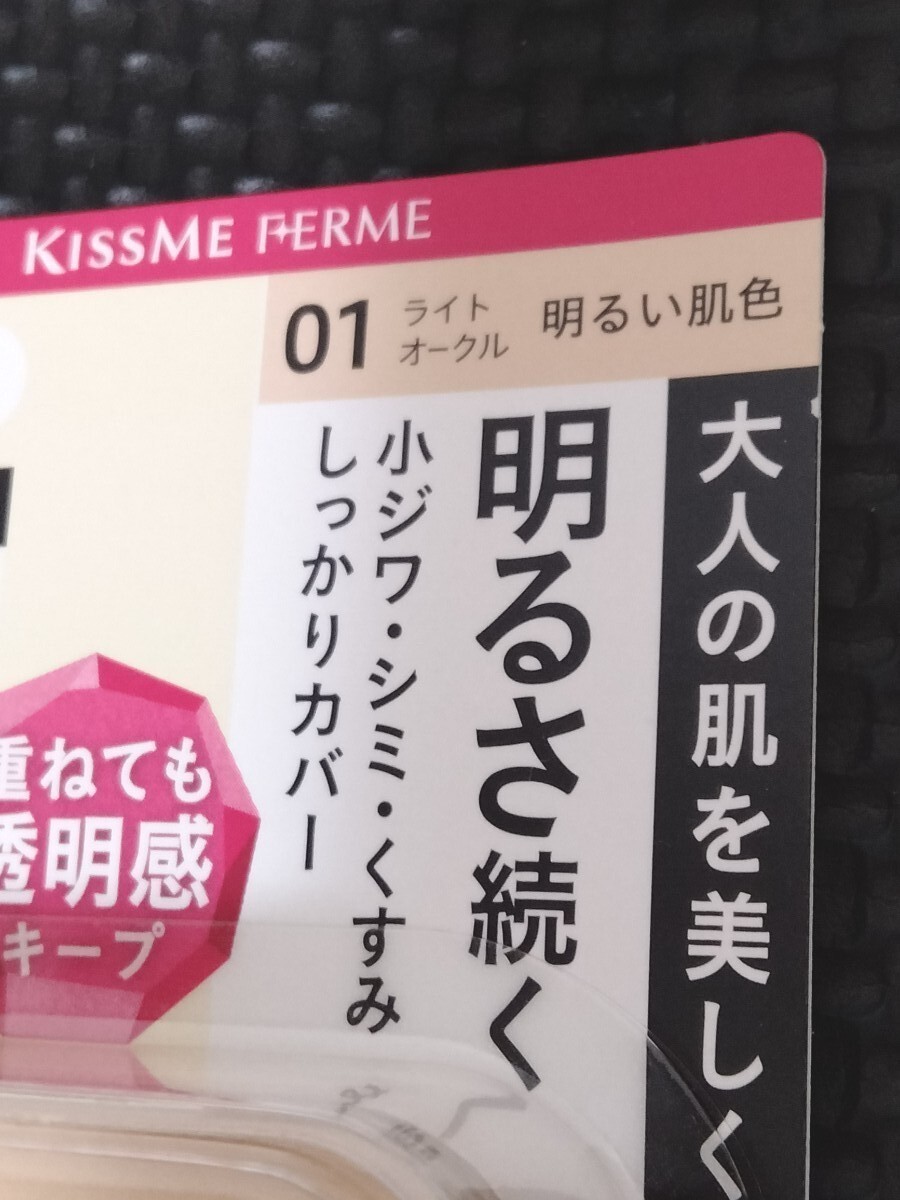 KISSME FERME
01 ライト
オークル 明るい肌色
大人の肌を美しく
明るさ続く
小ジワ・シミ・くすみ
しっかりカバー
重ねても
透明感
キープ